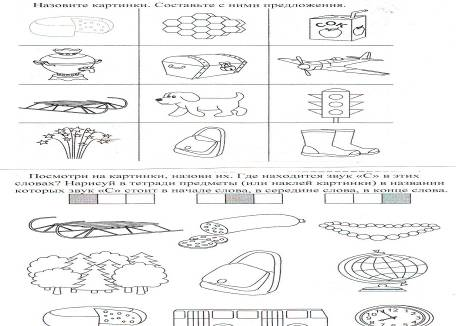 Назовите картинки. Составьте с ними предложения.
СОК
Посмотри на картинки, назови их. Где находится звук «С» в этих
словах? Нарисуй в тетради предметы (или наклей картинки) в названии
которых звук «С» стоит в начале слова, в середине слова, в конце слова.